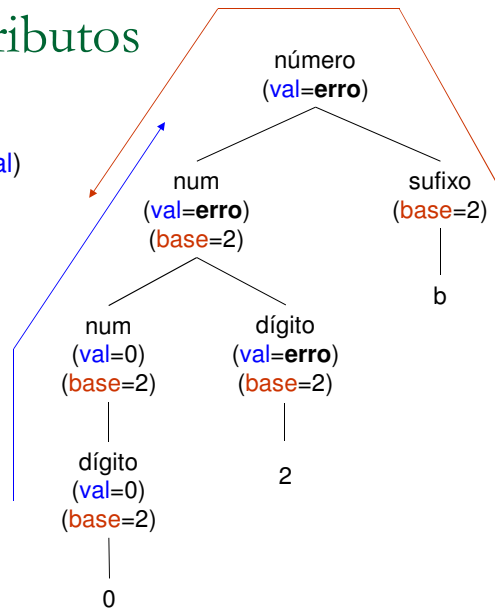 ributos
número
(val=erro)
al)
num
(val=erro)
(base=2)
sufixo
(base=2)
b
num
(val=0)
(base=2)
dígito
(val=erro)
(base=2)
dígito
(val=0)
(base=2)
2
0